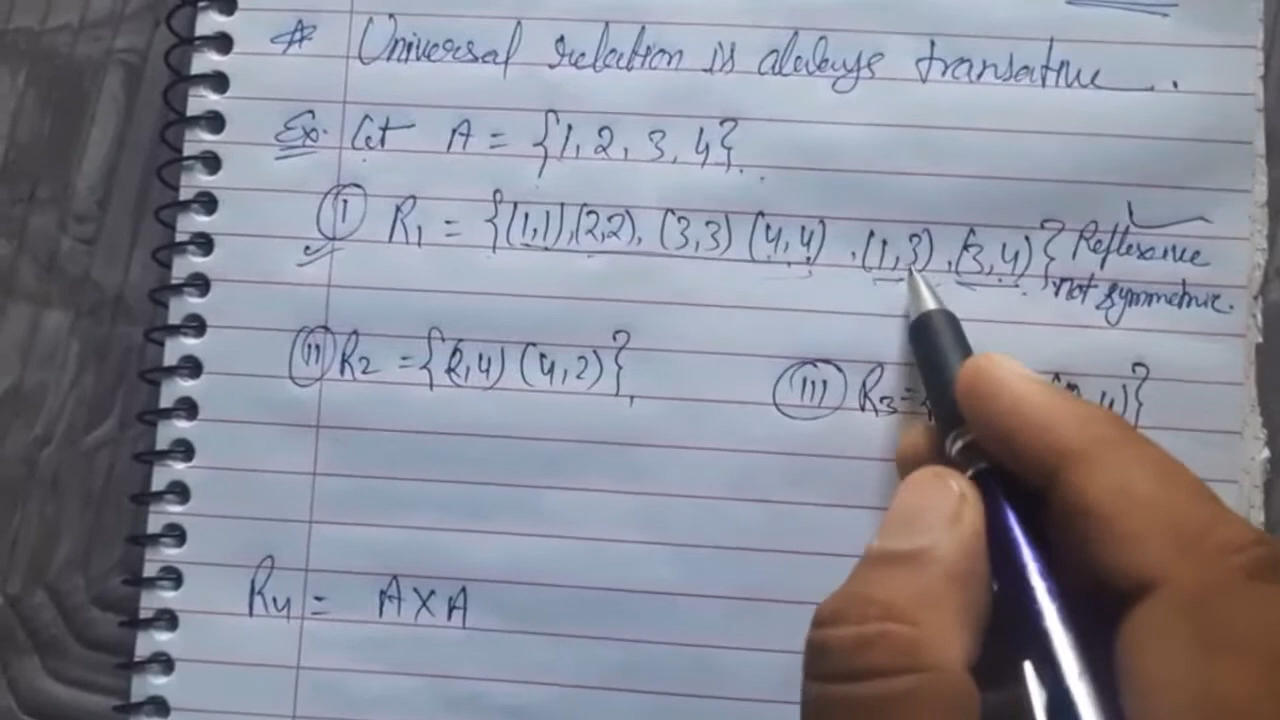 * Universal relation is always transative.
Ex. Let A = {1, 2, 3, 4}
(I) R1 = {(1,1),(2,2), (3,3) (4,4) ,(1,3),(3,4)} Reflexive
not symmetric.
(II) R2 = {(2,4) (4,2)}
(III) R3 = { ,4)}
R4 = A X A